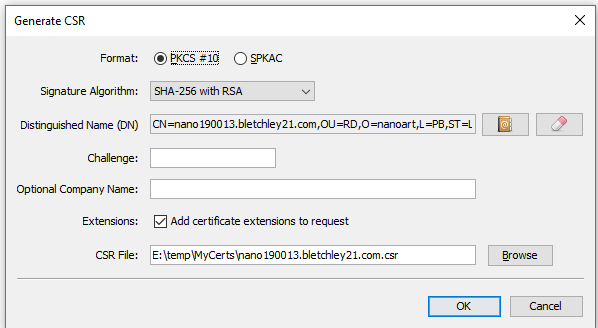 Generate CSR
Format: PKCS #10 SPKAC
Signature Algorithm: SHA-256 with RSA
Distinguished Name (DN) CN=nano190013.bletchley21.com,OU=RD,O=nanoart,L=PB,ST=L
Challenge:
Optional Company Name:
Extensions: Add certificate extensions to request
CSR File: E:\temp\MyCerts\nano190013.bletchley21.com.csr Browse
OK Cancel